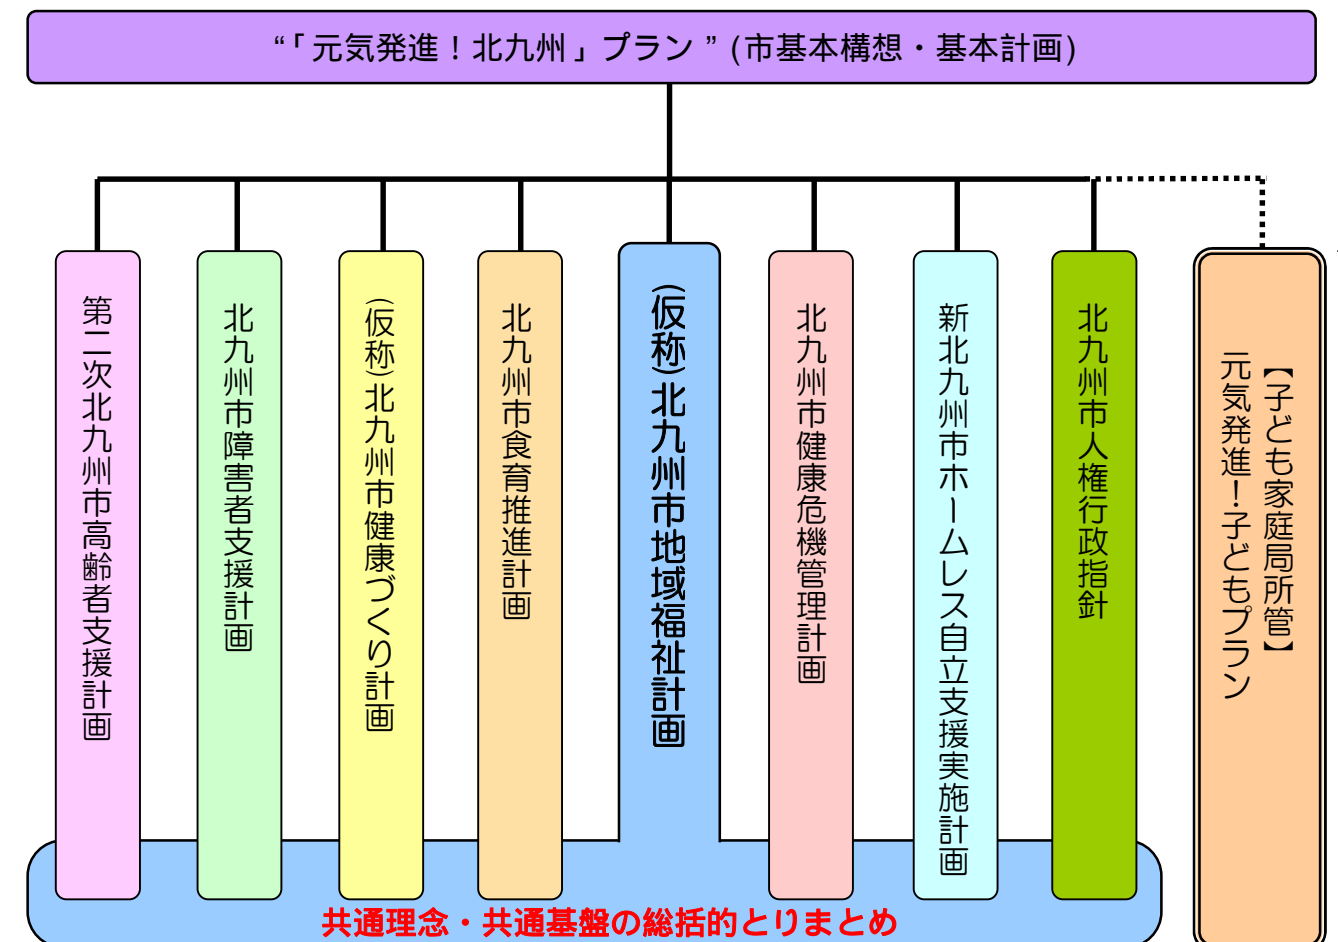 “「元気発進！北九州」プラン ” (市基本構想・基本計画)
第二次北九州市高齢者支援計画
北九州市障害者支援計画
(仮称)北九州市健康づくり計画
北九州市食育推進計画
(仮称)北九州市地域福祉計画
北九州市健康危機管理計画
新北九州市ホームレス自立支援実施計画
北九州市人権行政指針
【子ども家庭局所管】
元気発進！子どもプラン
共通理念・共通基盤の総括的とりまとめ